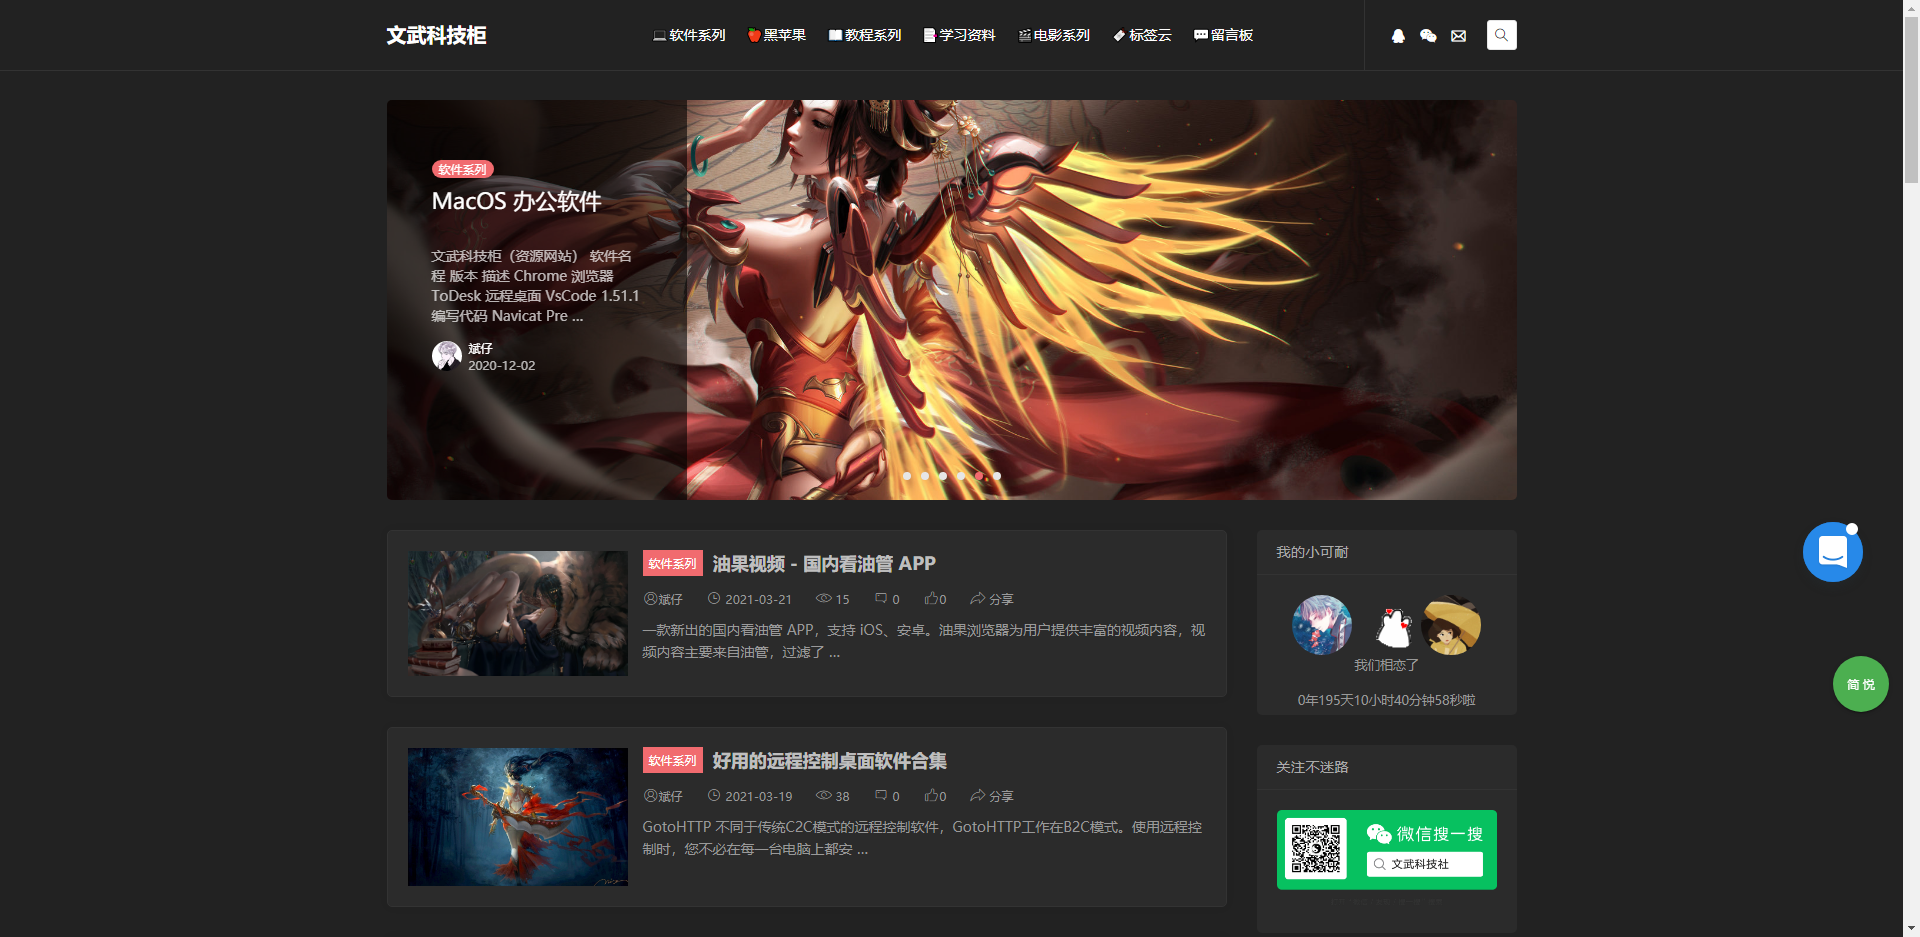 文武科技柜
软件系列
黑苹果
教程系列
学习资料
电影系列
标签云
留言板
软件系列
MacOS 办公软件
文武科技柜（资源网站） 软件名
程 版本 描述 Chrome 浏览器
ToDesk 远程桌面 VsCode 1.51.1
编写代码 Navicat Pre ...
斌仔
2020-12-02
软件系列 油果视频 - 国内看油管 APP
斌仔 2021-03-21 15 0 0 分享
一款新出的国内看油管 APP，支持 iOS、安卓。油果浏览器为用户提供丰富的视频内容，视
频内容主要来自油管，过滤了 ...
软件系列 好用的远程控制桌面软件合集
斌仔 2021-03-19 38 0 0 分享
GotoHTTP 不同于传统C2C模式的远程控制软件，GotoHTTP工作在B2C模式。使用远程控
制时，您不必在每一台电脑上都安 ...
我的小可耐
我们相恋了
0年195天10小时40分钟58秒啦
关注不迷路
微信搜一搜
文武科技社
简悦